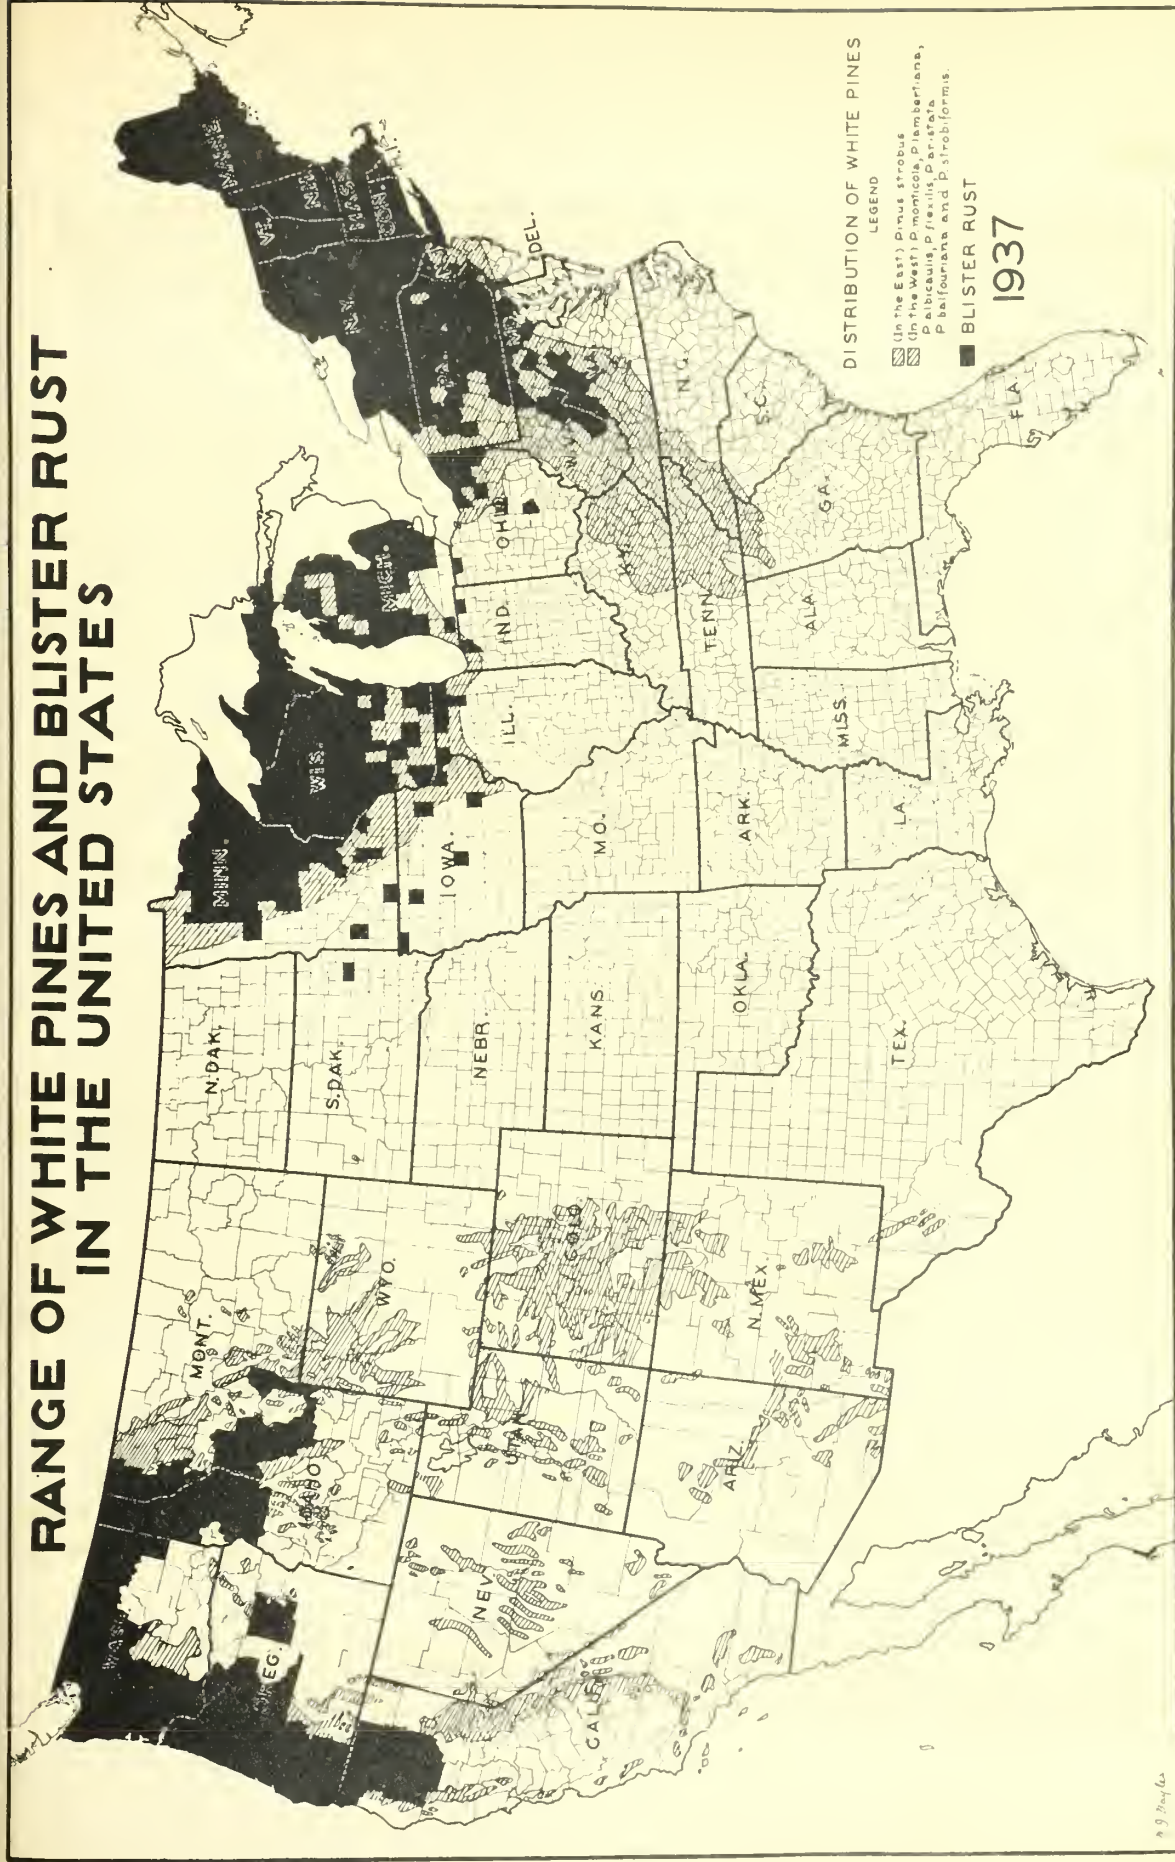 RANGE OF WHITE PINES AND BLISTER RUST
IN THE UNITED STATES
WASH.
MONT.
N.DAK.
MINN.
WIS.
MICH.
MAINE
VT.
N.H.
MASS.
CON.
R.I.
N.Y.
EG.
IDAHO
WYO.
S.DAK.
IOWA.
ILL.
IND.
OHIO
PA.
N.J.
DEL.
MD.
CALIF.
NEV.
UTAH
COLO.
NEBR.
KANS.
MO.
KY.
W.VA.
VA.
ARIZ.
N.MEX.
OKLA.
ARK.
TENN.
N.C.
S.C.
TEX.
LA.
MISS.
ALA.
GA.
FLA.
DISTRIBUTION OF WHITE PINES
LEGEND
(In the East) Pinus strobus
(In the West) P.monticola, P.lambertiana,
P.albicaulis, P.flexilis, P.aristata
P.balfouriana and P.strobiformis.
BLISTER RUST
1937